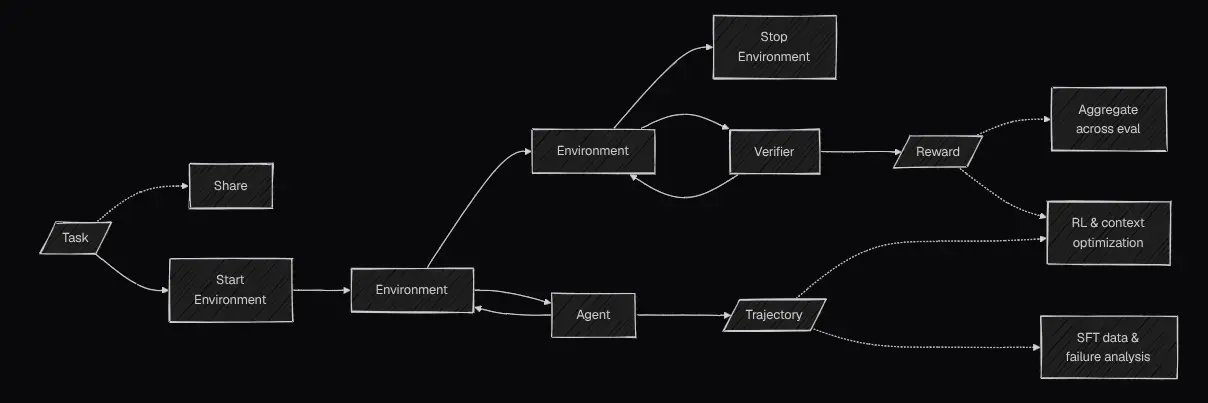 Stop
Environment
Aggregate
across eval
Environment
Verifier
Reward
Share
Task
RL & context
optimization
Start
Environment
Environment
Agent
Trajectory
SFT data &
failure analysis